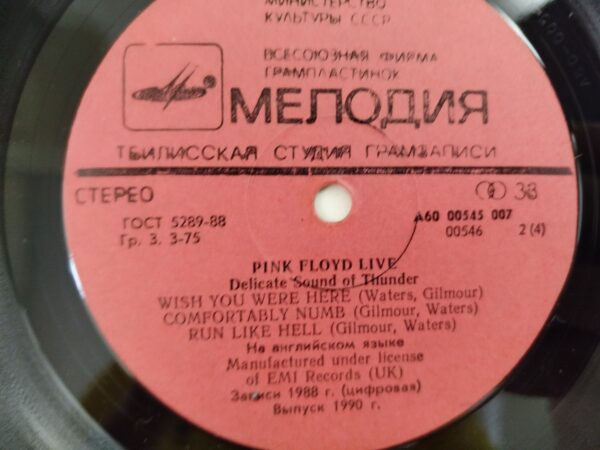 МИНИСТЕРСТВО
КУЛЬТУРЫ СССР
ВСЕСОЮЗНАЯ ФИРМА
ГРАМПЛАСТИНОК
МЕЛОДИЯ
ТБИЛИССКАЯ СТУДИЯ ГРАМЗАПИСИ
СТЕРЕО
33
ГОСТ 5289-88
Гр. 3. 3-75
А60 00545 007
00546 2(4)
PINK FLOYD LIVE
Delicate Sound of Thunder
WISH YOU WERE HERE (Waters, Gilmour)
COMFORTABLY NUMB (Gilmour, Waters)
RUN LIKE HELL (Gilmour, Waters)
На английском языке
Manufactured under license
of EMI Records (UK)
Записи 1988 г. (цифровая)
Выпуск 1990 г.